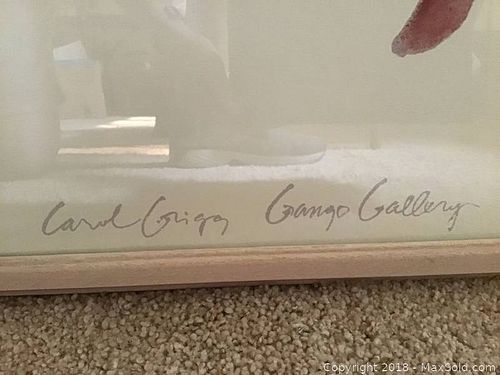 Carol Grigg Gango Gallery
Copyright 2018 - MaxSold.com